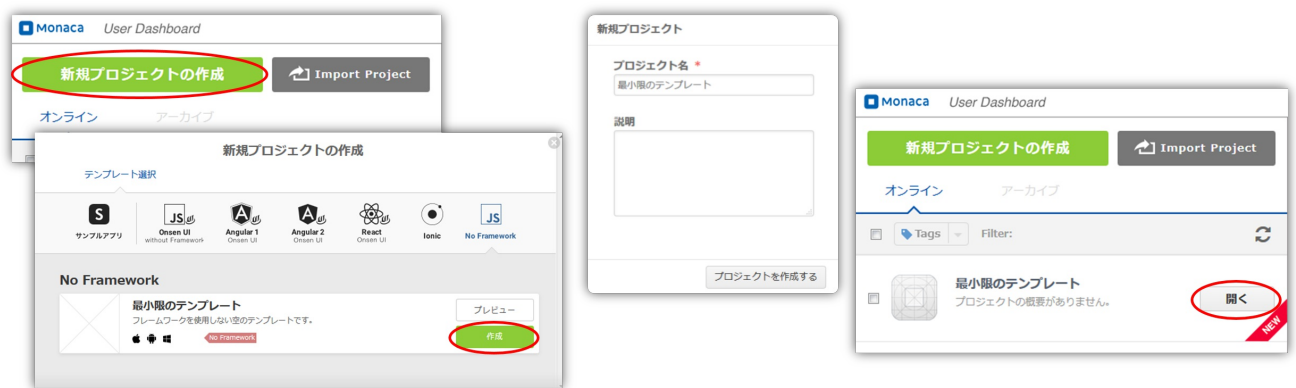 Monaca User Dashboard
新規プロジェクトの作成
Import Project
オンライン
アーカイブ
新規プロジェクトの作成
テンプレート選択
S
サンプルアプリ
JS
Onsen UI
without Framework
Angular 1
Onsen UI
Angular 2
Onsen UI
React
Onsen UI
Ionic
JS
No Framework
No Framework
最小限のテンプレート
フレームワークを使用しない空のテンプレートです。
No Framework
プレビュー
作成
新規プロジェクト
プロジェクト名 *
最小限のテンプレート
説明
プロジェクトを作成する
Monaca User Dashboard
新規プロジェクトの作成
Import Project
オンライン
アーカイブ
Tags
Filter:
最小限のテンプレート
プロジェクトの概要がありません。
開く
NEW